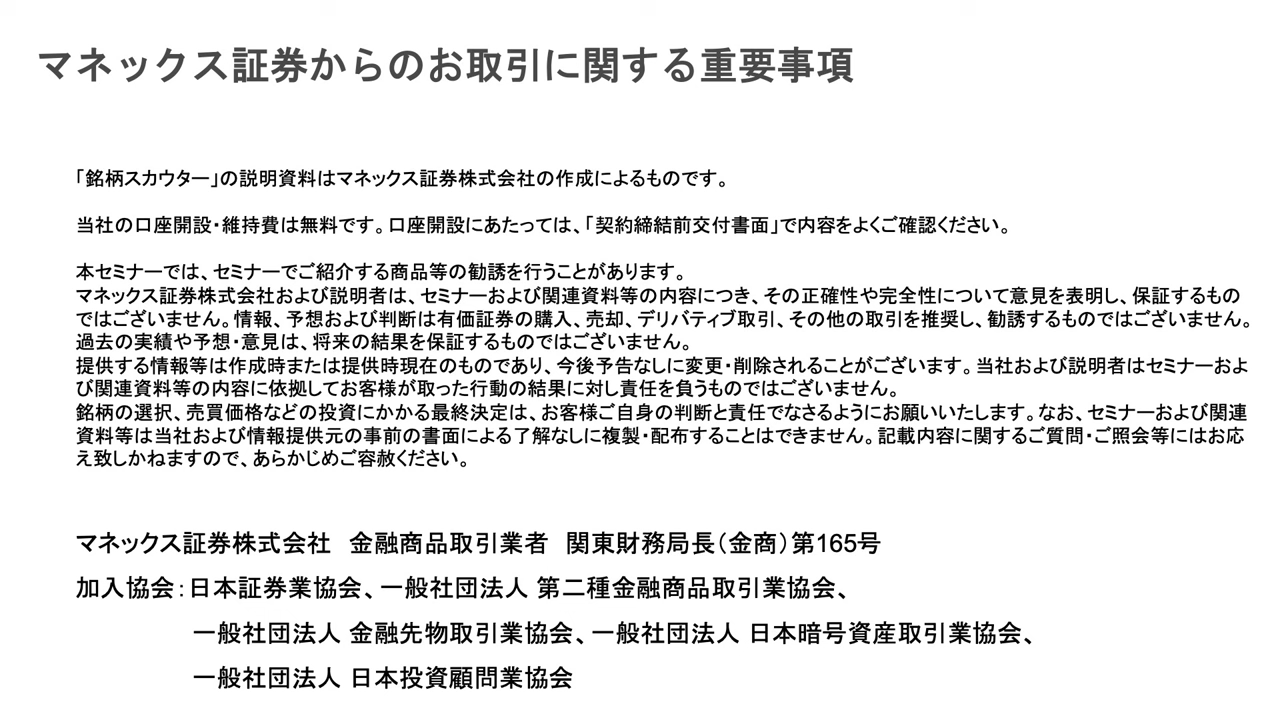 マネックス証券からのお取引に関する重要事項
「銘柄スカウター」の説明資料はマネックス証券株式会社の作成によるものです。
当社の口座開設・維持費は無料です。口座開設にあたっては、「契約締結前交付書面」で内容をよくご確認ください。
本セミナーでは、セミナーでご紹介する商品等の勧誘を行うことがあります。
マネックス証券株式会社および説明者は、セミナーおよび関連資料等の内容につき、その正確性や完全性について意見を表明し、保証するもの
ではございません。情報、予想および判断は有価証券の購入、売却、デリバティブ取引、その他の取引を推奨し、勧誘するものではございません。
過去の実績や予想・意見は、将来の結果を保証するものではございません。
提供する情報等は作成時または提供時現在のものであり、今後予告なしに変更・削除されることがございます。当社および説明者はセミナーおよ
び関連資料等の内容に依拠してお客様が取った行動の結果に対し責任を負うものではございません。
銘柄の選択、売買価格などの投資にかかる最終決定は、お客様ご自身の判断と責任でなさるようにお願いいたします。なお、セミナーおよび関連
資料等は当社および情報提供元の事前の書面による了解なしに複製・配布することはできません。記載内容に関するご質問・ご照会等にはお応
え致しかねますので、あらかじめご容赦ください。
マネックス証券株式会社　金融商品取引業者　関東財務局長（金商）第165号
加入協会：日本証券業協会、一般社団法人 第二種金融商品取引業協会、
一般社団法人 金融先物取引業協会、一般社団法人 日本暗号資産取引業協会、
一般社団法人 日本投資顧問業協会